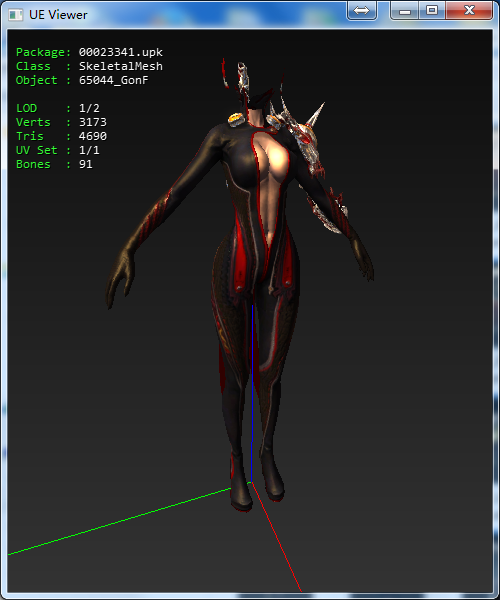 UE Viewer
Package: 00023341.upk
Class  : SkeletalMesh
Object : 65044_GonF
LOD    : 1/2
Verts  : 3173
Tris   : 4690
UV Set : 1/1
Bones  : 91